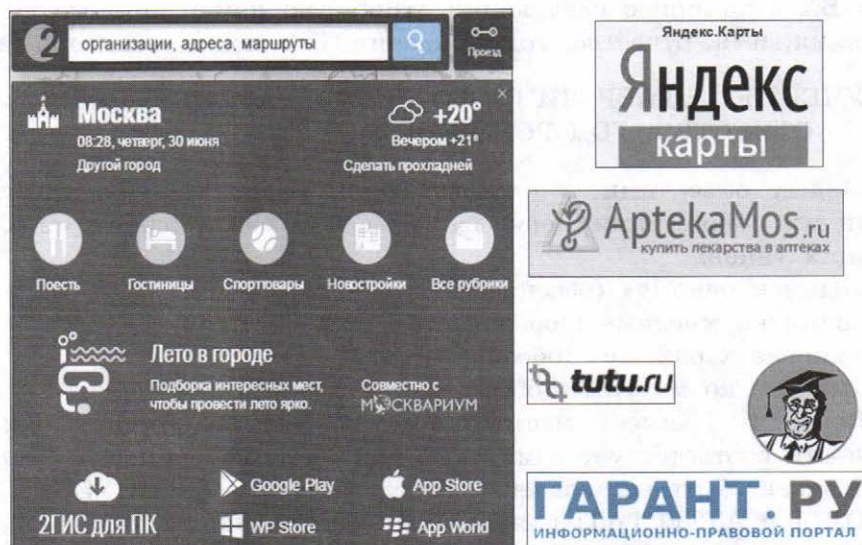 2
организации, адреса, маршруты
Проезд
Москва
08:28, четверг, 30 июня
Другой город
+20°
Вечером +21°
Сделать прохладней
Поесть
Гостиницы
Спорттовары
Новостройки
Все рубрики
Лето в городе
Подборка интересных мест,
чтобы провести лето ярко.
Совместно с
МОСКВАРИУМ
2ГИС для ПК
Google Play
App Store
WP Store
App World
Яндекс.Карты
Яндекс
карты
AptekaMos.ru
купить лекарства в аптеках
tutu.ru
ГАРАНТ.РУ
ИНФОРМАЦИОННО-ПРАВОВОЙ ПОРТАЛ